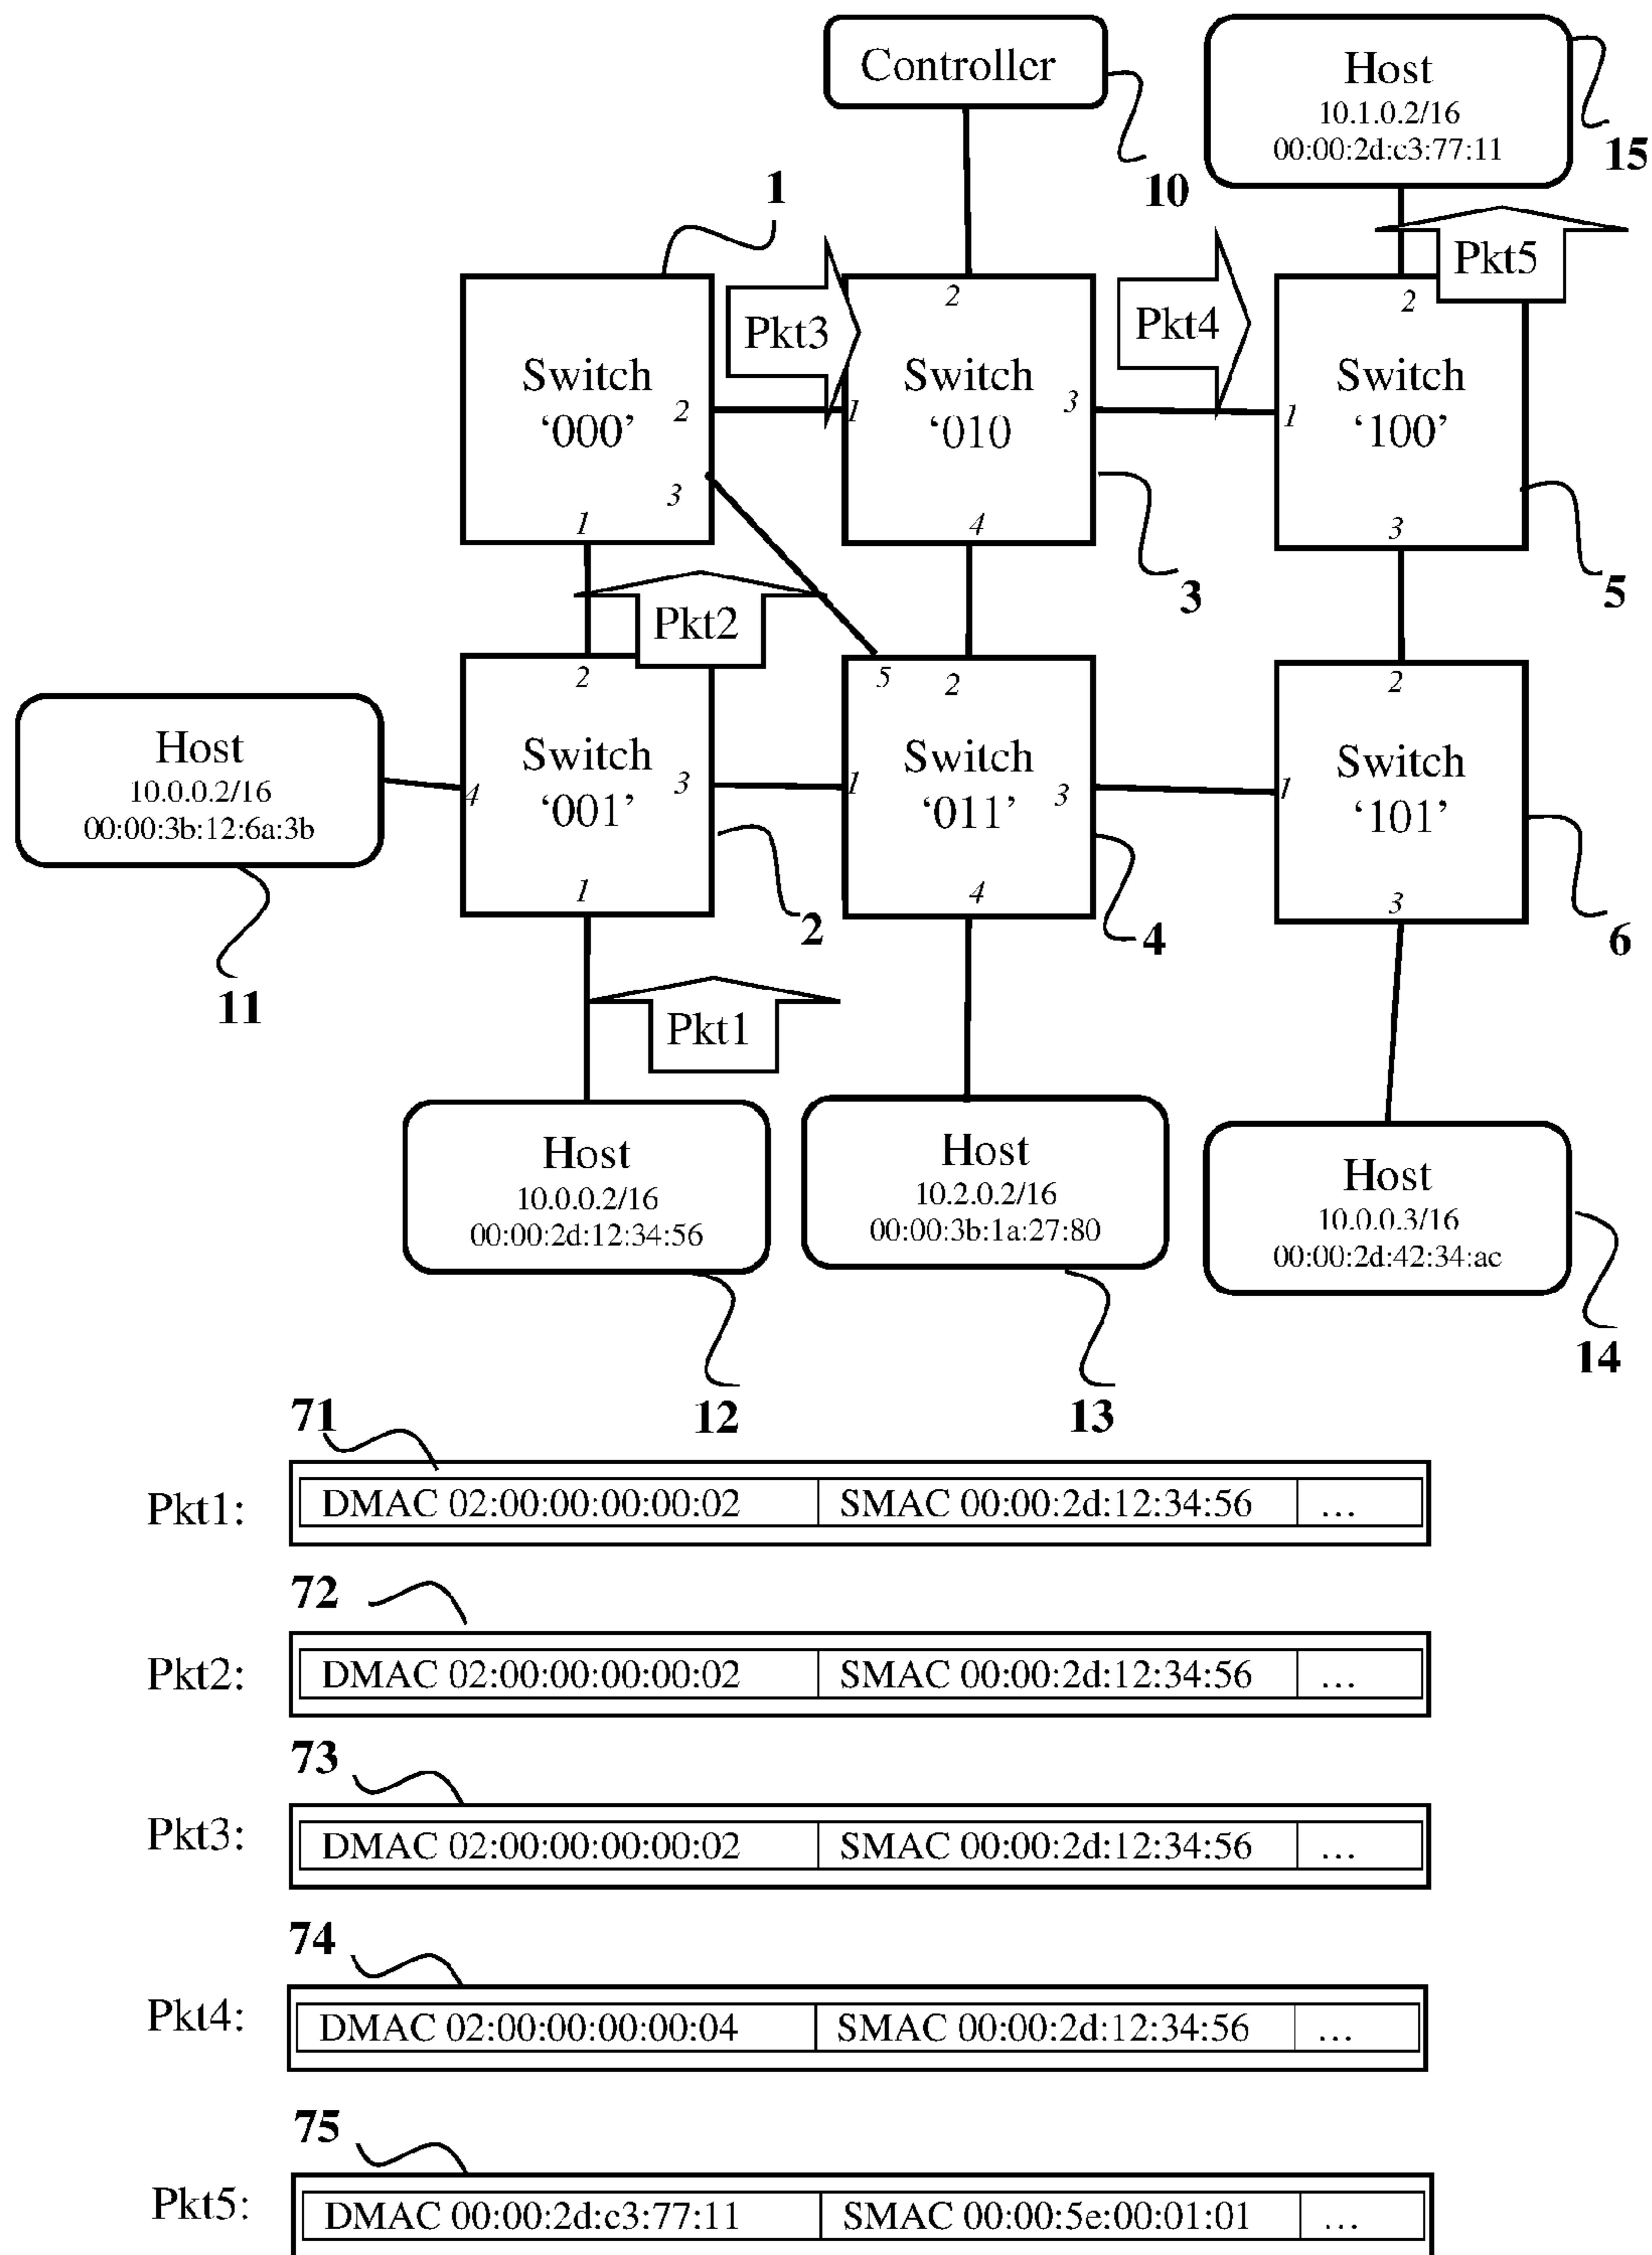 Controller
10
Host
10.1.0.2/16
00:00:2d:c3:77:11
15
1
Pkt3
Pkt4
Pkt5
Switch
‘000’
2
3
1
2
Switch
‘010
1
3
4
3
2
Switch
‘100’
1
3
5
Pkt2
Host
10.0.0.2/16
00:00:3b:12:6a:3b
11
2
Switch
‘001’
4
3
1
2
5
2
Switch
‘011’
1
3
4
4
2
Switch
‘101’
1
3
6
Pkt1
Host
10.0.0.2/16
00:00:2d:12:34:56
12
Host
10.2.0.2/16
00:00:3b:1a:27:80
13
Host
10.0.0.3/16
00:00:2d:42:34:ac
14
71
Pkt1: DMAC 02:00:00:00:00:02 SMAC 00:00:2d:12:34:56 ...
72
Pkt2: DMAC 02:00:00:00:00:02 SMAC 00:00:2d:12:34:56 ...
73
Pkt3: DMAC 02:00:00:00:00:02 SMAC 00:00:2d:12:34:56 ...
74
Pkt4: DMAC 02:00:00:00:00:04 SMAC 00:00:2d:12:34:56 ...
75
Pkt5: DMAC 00:00:2d:c3:77:11 SMAC 00:00:5e:00:01:01 ...